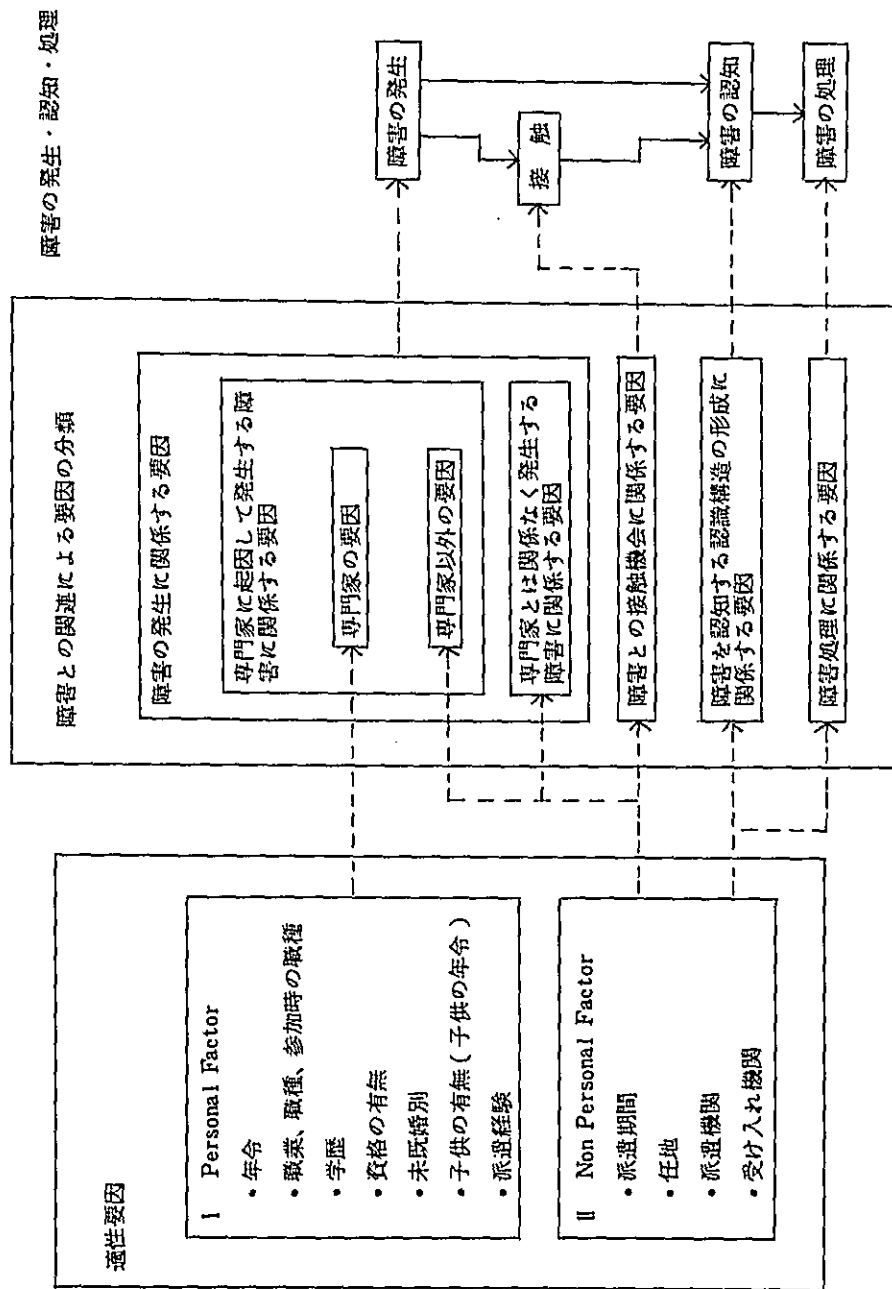 適性要因
I Personal Factor
・年令
・職業、職種、参加時の職種
・学歴
・資格の有無
・未既婚別
・子供の有無(子供の年令)
・派遣経験
II Non Personal Factor
・派遣期間
・任地
・派遣機関
・受け入れ機関
障害との関連による要因の分類
障害の発生に関係する要因
専門家に起因して発生する障
害に関係する要因
専門家の要因
専門家以外の要因
専門家とは関係なく発生する
障害に関係する要因
障害との接触機会に関係する要因
障害を認知する認識構造の形成に
関係する要因
障害処理に関係する要因
障害の発生・認知・処理
障害の発生
接触
障害の認知
障害の処理